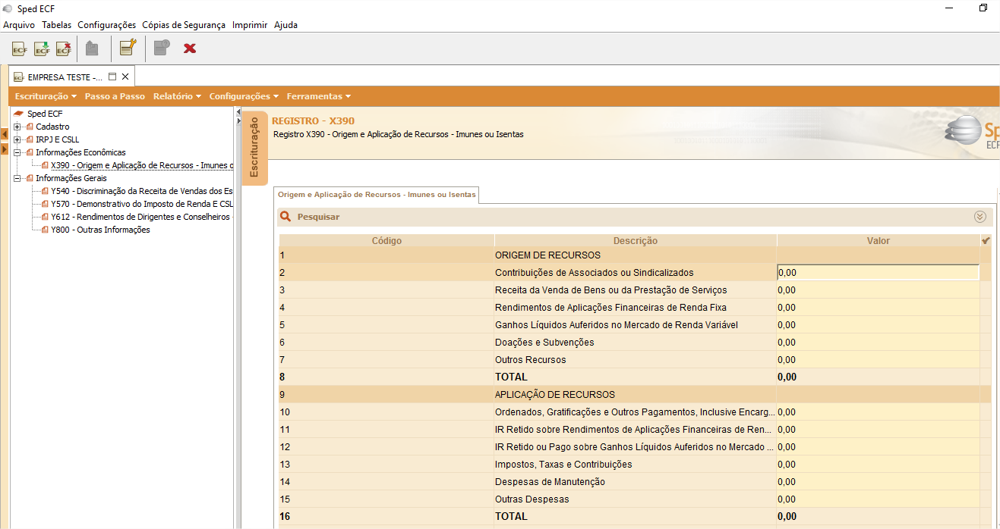 Sped ECF
Arquivo Tabelas Configurações Cópias de Segurança Imprimir Ajuda
ECF ECF ECF
EMPRESA TESTE -...
Escrituração Passo a Passo Relatório Configurações Ferramentas
Sped ECF
Cadastro
IRPJ E CSLL
Informações Econômicas
X390 - Origem e Aplicação de Recursos - Imunes o
Informações Gerais
Y540 - Discriminação da Receita de Vendas dos Es
Y570 - Demonstrativo do Imposto de Renda E CSL
Y612 - Rendimentos de Dirigentes e Conselheiros -
Y800 - Outras Informações
Escrituração
REGISTRO - X390
Registro X390 - Origem e Aplicação de Recursos - Imunes ou Isentas
Sp
ECF
Origem e Aplicação de Recursos - Imunes ou Isentas
Pesquisar
Código Descrição Valor
1 ORIGEM DE RECURSOS
2 Contribuições de Associados ou Sindicalizados 0,00
3 Receita da Venda de Bens ou da Prestação de Serviços 0,00
4 Rendimentos de Aplicações Financeiras de Renda Fixa 0,00
5 Ganhos Líquidos Auferidos no Mercado de Renda Variável 0,00
6 Doações e Subvenções 0,00
7 Outros Recursos 0,00
8 TOTAL 0,00
9 APLICAÇÃO DE RECURSOS
10 Ordenados, Gratificações e Outros Pagamentos, Inclusive Encarg... 0,00
11 IR Retido sobre Rendimentos de Aplicações Financeiras de Ren... 0,00
12 IR Retido ou Pago sobre Ganhos Líquidos Auferidos no Mercado ... 0,00
13 Impostos, Taxas e Contribuições 0,00
14 Despesas de Manutenção 0,00
15 Outras Despesas 0,00
16 TOTAL 0,00